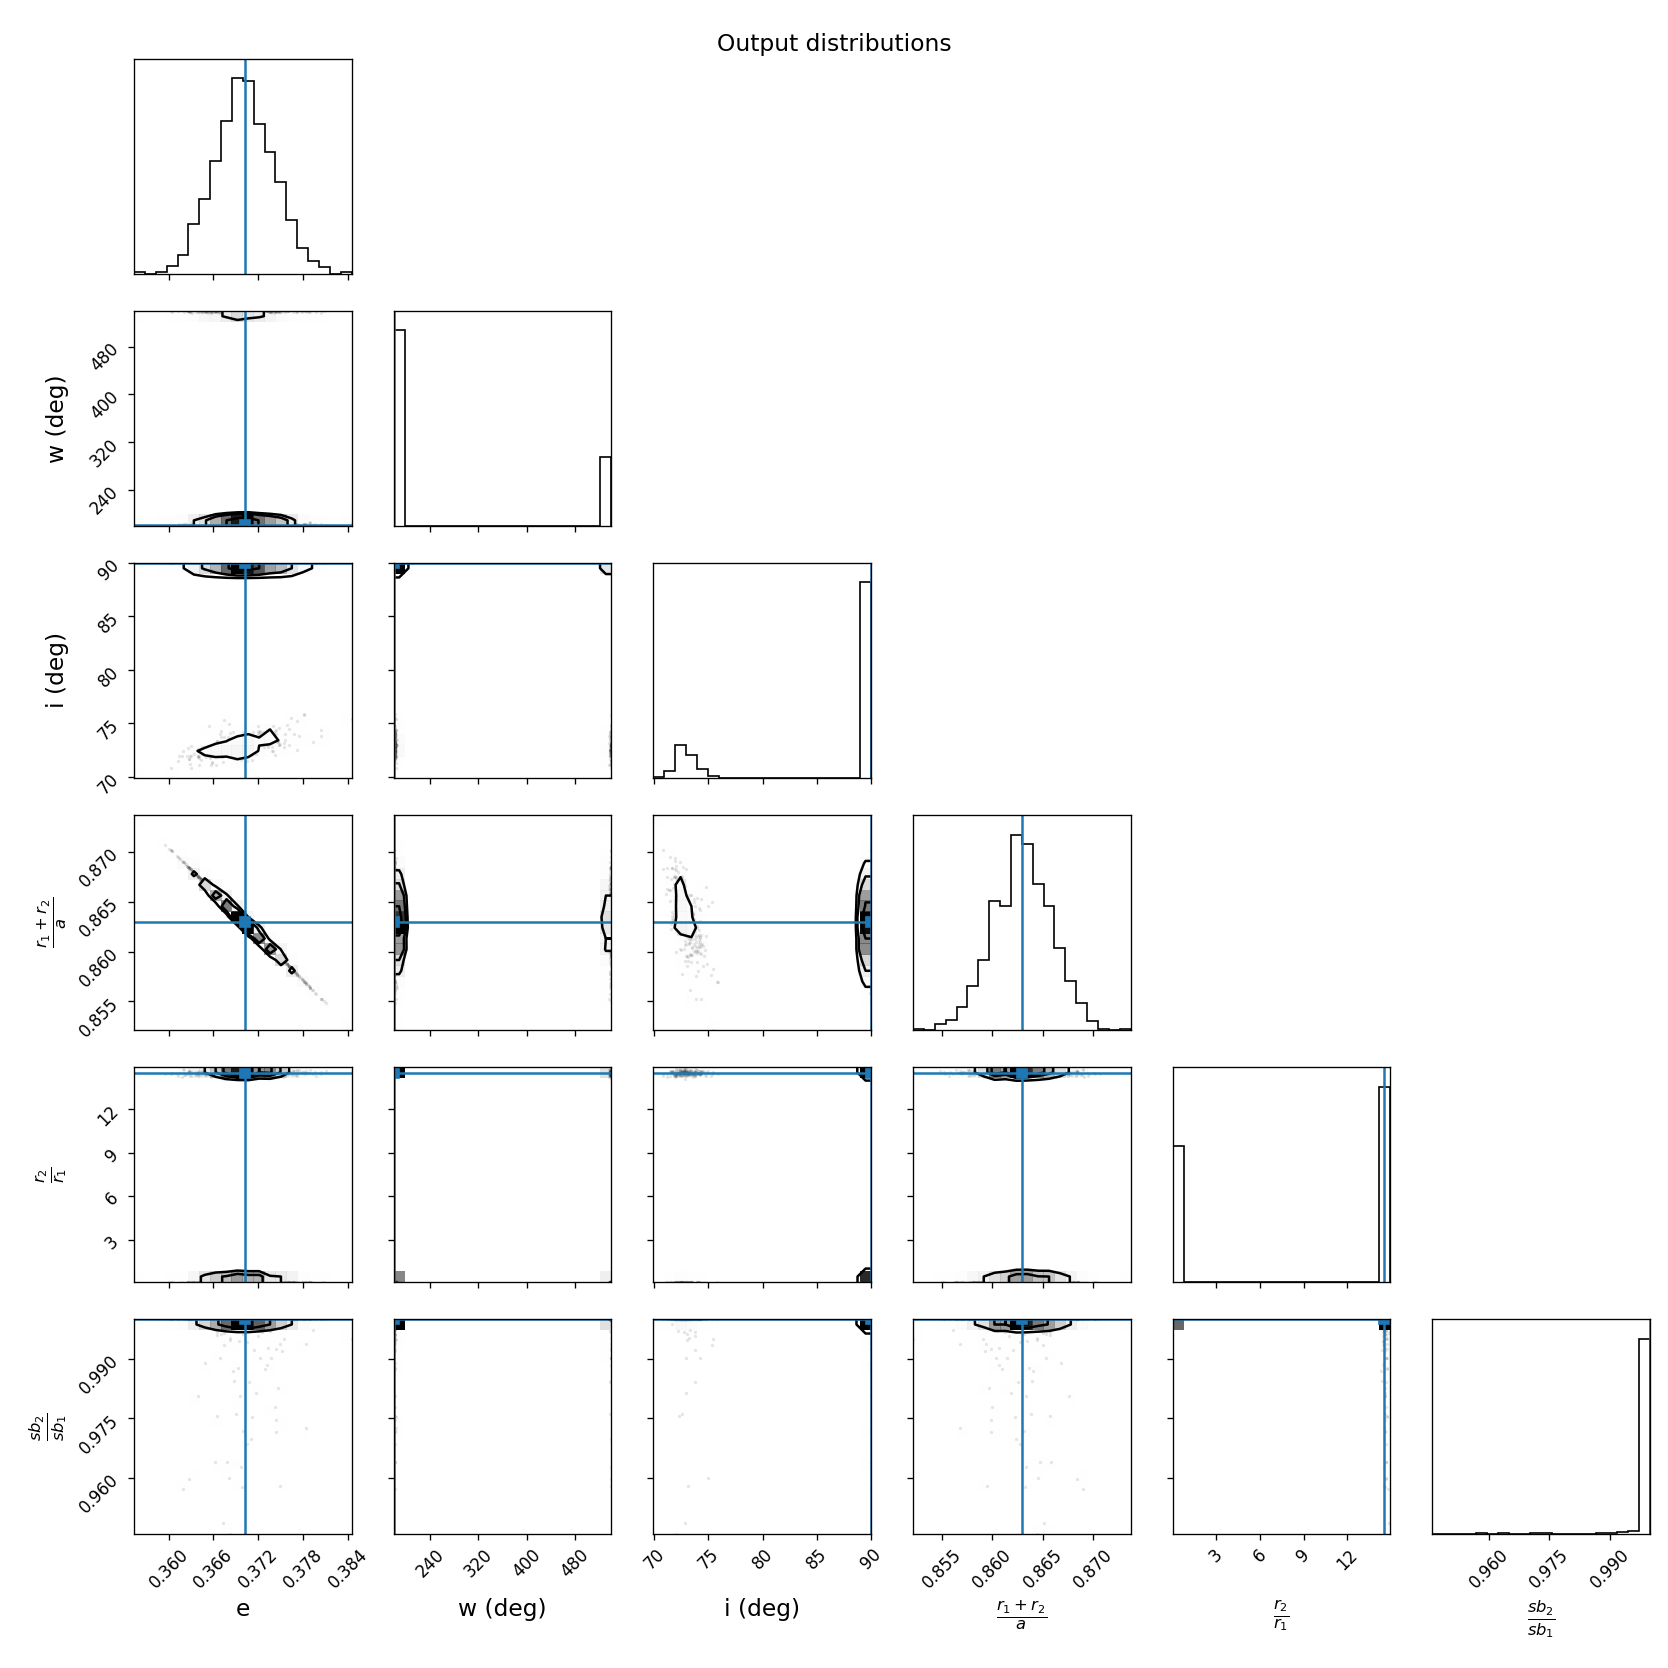 Output distributions
w (deg)
480
400
320
240
i (deg)
90
85
80
75
70
r₁ + r₂
a
0.870
0.865
0.860
0.855
r₂
r₁
12
9
6
3
sb₂
sb₁
0.990
0.975
0.960
0.360 0.366 0.372 0.378 0.384
240 320 400 480
70 75 80 85 90
0.855 0.860 0.865 0.870
3 6 9 12
0.960 0.975 0.990
e
w (deg)
i (deg)
r₁ + r₂
a
r₂
r₁
sb₂
sb₁